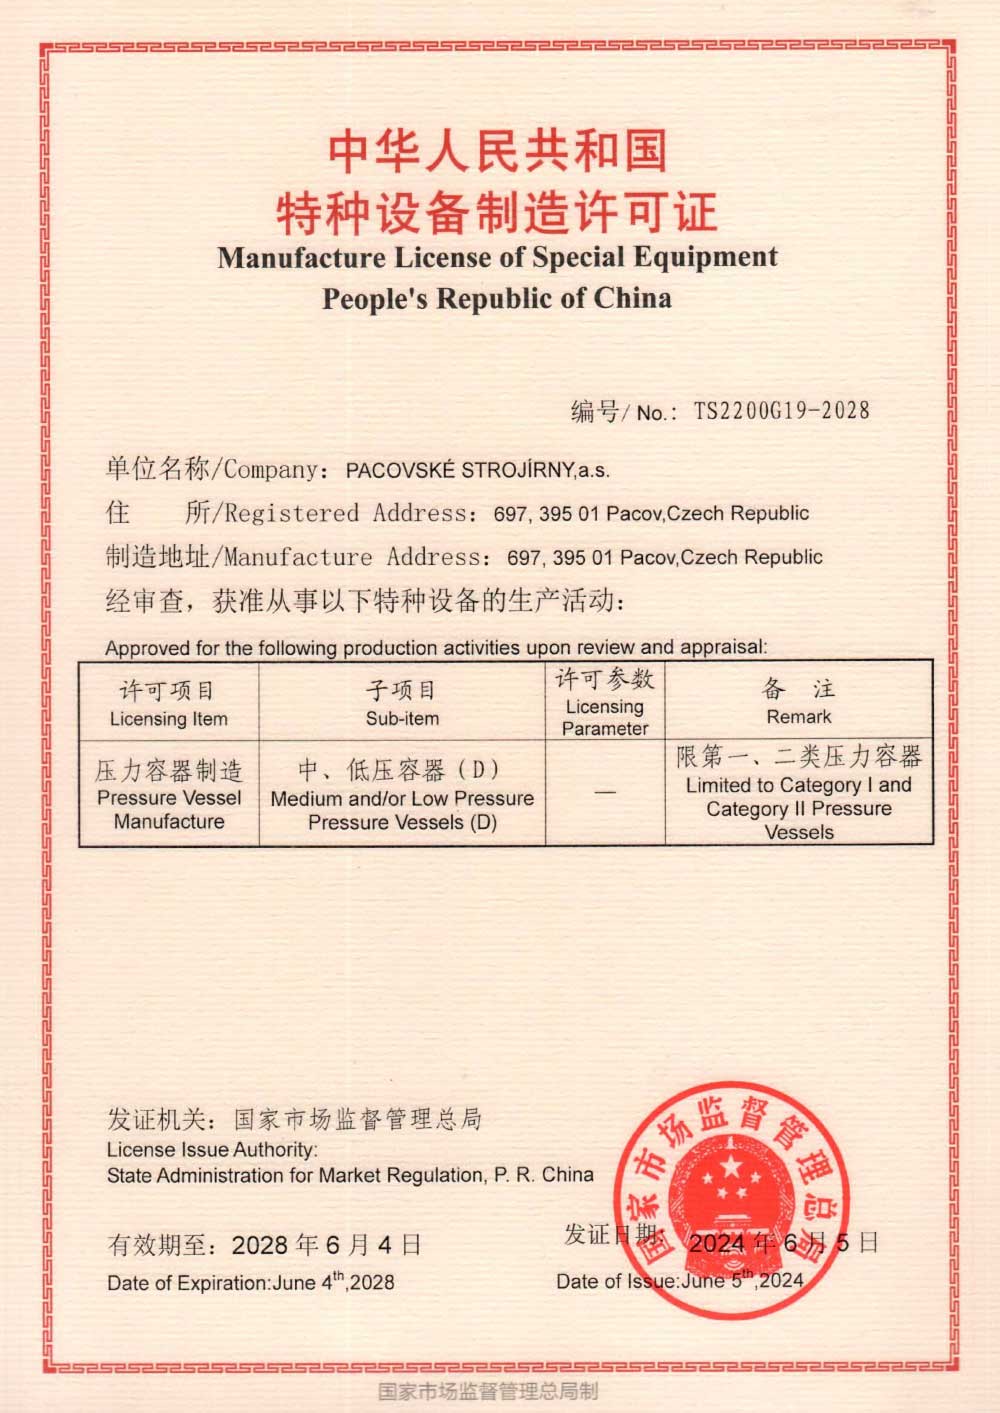 中华人民共和国
特种设备制造许可证
Manufacture License of Special Equipment
People's Republic of China
编号/ No.: TS2200G19-2028
单位名称/Company: PACOVSKÉ STROJÍRNY,a.s.
住 所/Registered Address: 697, 395 01 Pacov,Czech Republic
制造地址/Manufacture Address: 697, 395 01 Pacov,Czech Republic
经审查，获准从事以下特种设备的生产活动：
Approved for the following production activities upon review and appraisal:
许可项目
Licensing Item
子项目
Sub-item
许可参数
Licensing
Parameter
备 注
Remark
压力容器制造
Pressure Vessel
Manufacture
中、低压容器（D）
Medium and/or Low Pressure
Pressure Vessels (D)
—
限第一、二类压力容器
Limited to Category I and
Category II Pressure
Vessels
发证机关：国家市场监督管理总局
License Issue Authority:
State Administration for Market Regulation, P. R. China
国家市场监督管理总局
有效期至：2028 年 6 月 4 日
发证日期：2024 年 6 月 5 日
Date of Expiration:June 4th,2028
Date of Issue:June 5th,2024
国家市场监督管理总局制